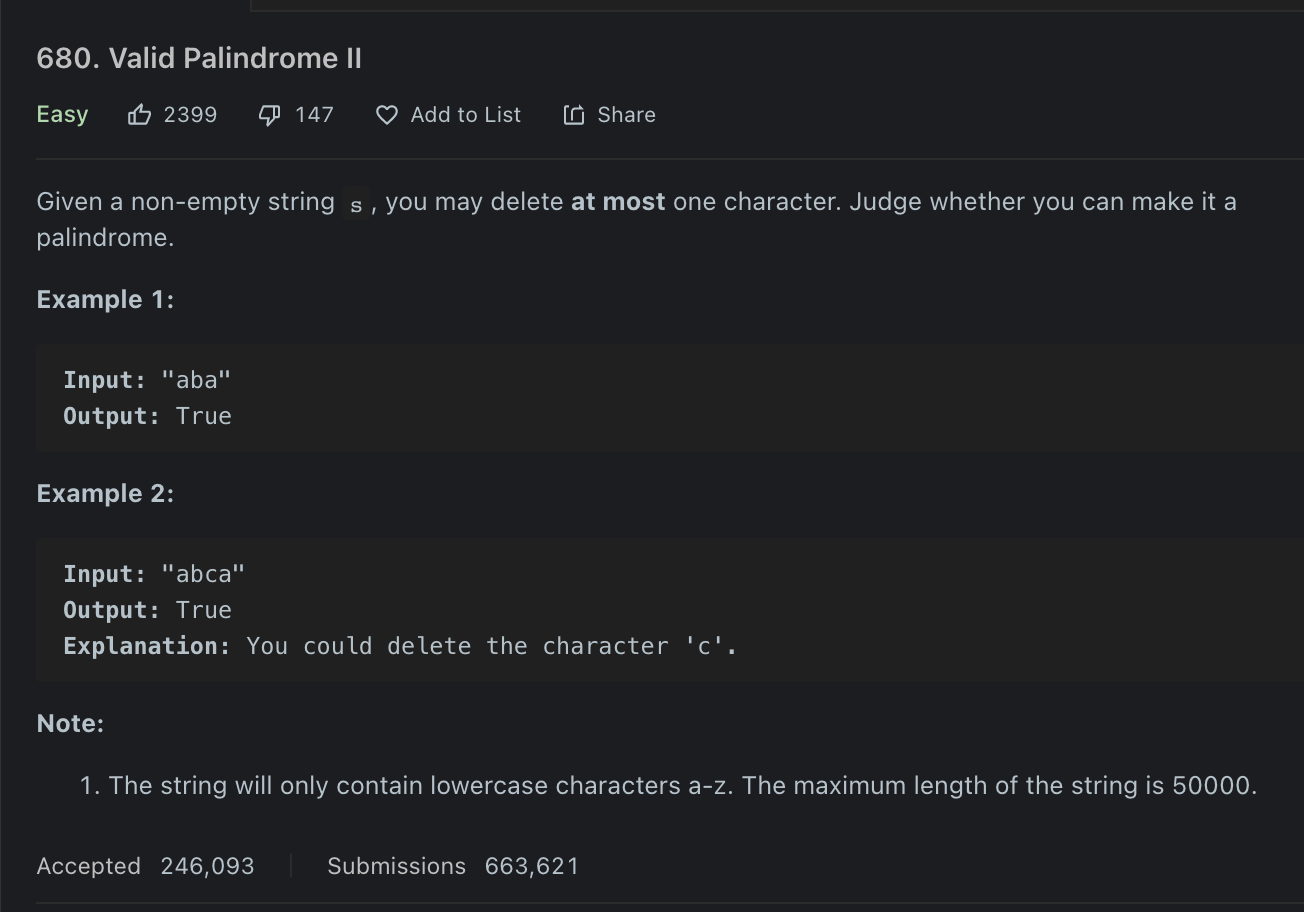 680. Valid Palindrome II
Easy 2399 147 Add to List Share
Given a non-empty string s, you may delete at most one character. Judge whether you can make it a
palindrome.
Example 1:
Input: "aba"
Output: True
Example 2:
Input: "abca"
Output: True
Explanation: You could delete the character 'c'.
Note:
1. The string will only contain lowercase characters a-z. The maximum length of the string is 50000.
Accepted 246,093 Submissions 663,621